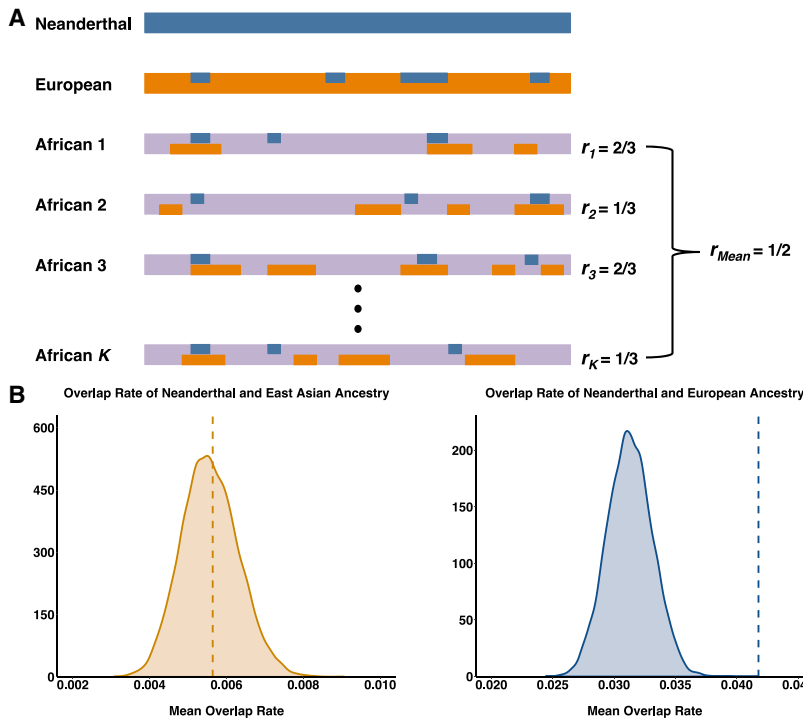 A
Neanderthal
European
African 1
r1 = 2/3
African 2
r2 = 1/3
rMean = 1/2
African 3
r3 = 2/3
African K
rK = 1/3
B
Overlap Rate of Neanderthal and East Asian Ancestry
Overlap Rate of Neanderthal and European Ancestry
600
450
300
150
0
0.002
0.004
0.006
0.008
0.010
Mean Overlap Rate
200
150
100
50
0
0.020
0.025
0.030
0.035
0.040
Mean Overlap Rate